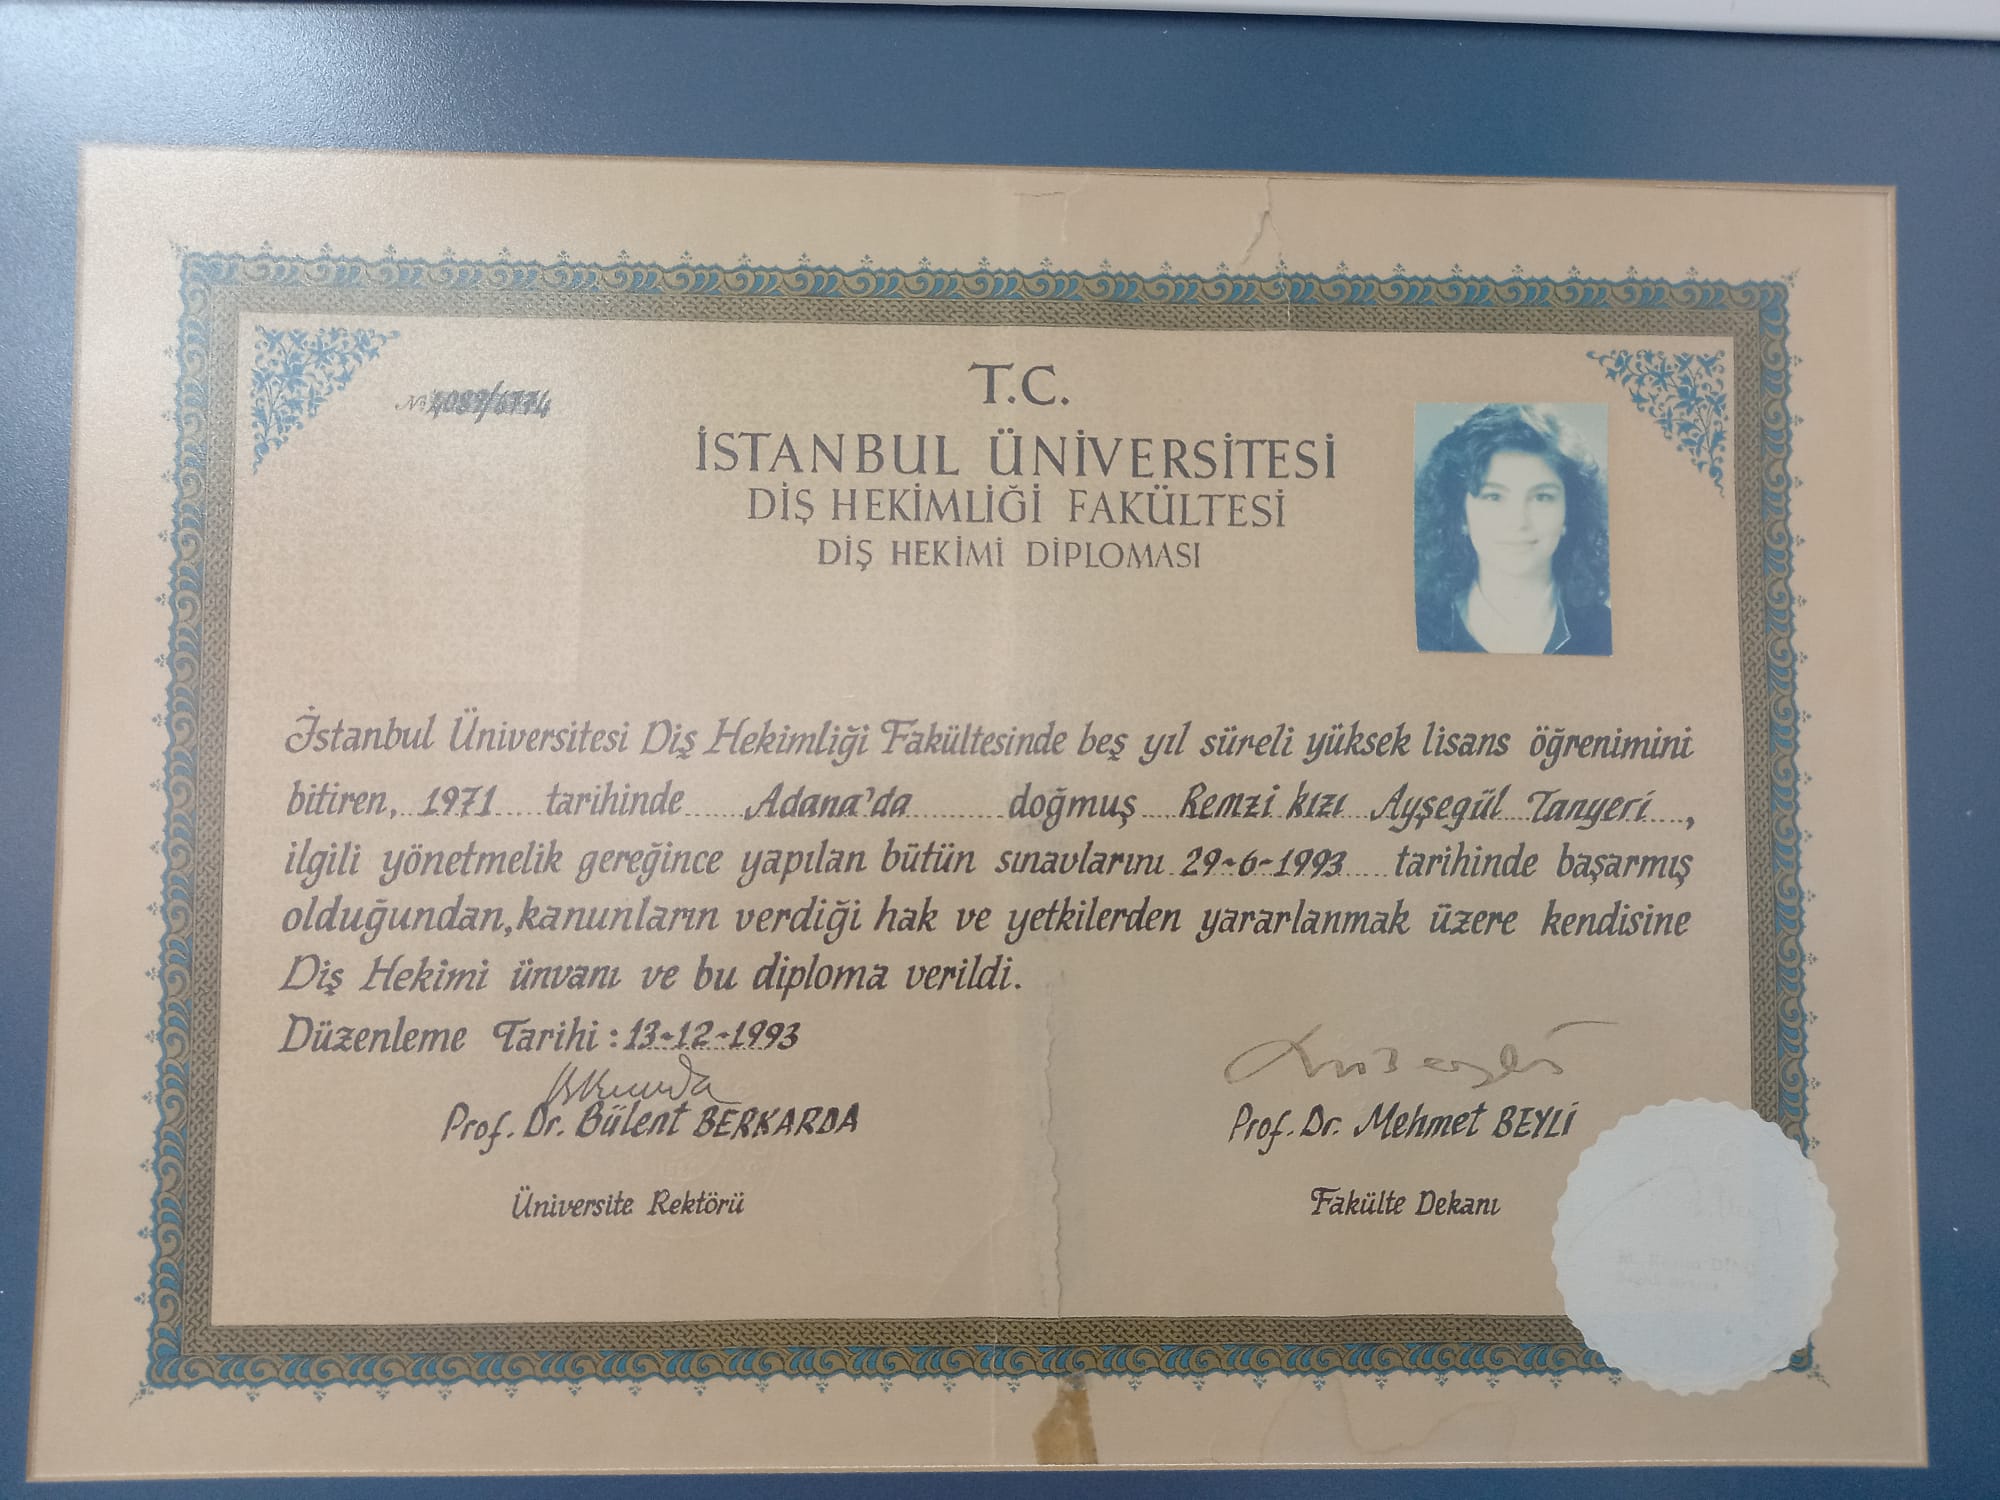 T.C.
İSTANBUL ÜNİVERSİTESİ
DİŞ HEKİMLİĞİ FAKÜLTESİ
DİŞ HEKİMİ DİPLOMASI
İstanbul Üniversitesi Diş Hekimliği Fakültesinde beş yıl süreli yüksek lisans öğrenimini
bitiren, 1971 tarihinde Adana'da doğmuş Remzi kızı Ayşegül Tanyeri,
ilgili yönetmelik gereğince yapılan bütün sınavlarını 29-6-1993 tarihinde başarmış
olduğundan, kanunların verdiği hak ve yetkilerden yararlanmak üzere kendisine
Diş Hekimi ünvanı ve bu diploma verildi.
Düzenleme Tarihi : 13-12-1993
Prof. Dr. Bülent BERKARDA
Üniversite Rektörü
Prof. Dr. Mehmet BEYLİ
Fakülte Dekanı